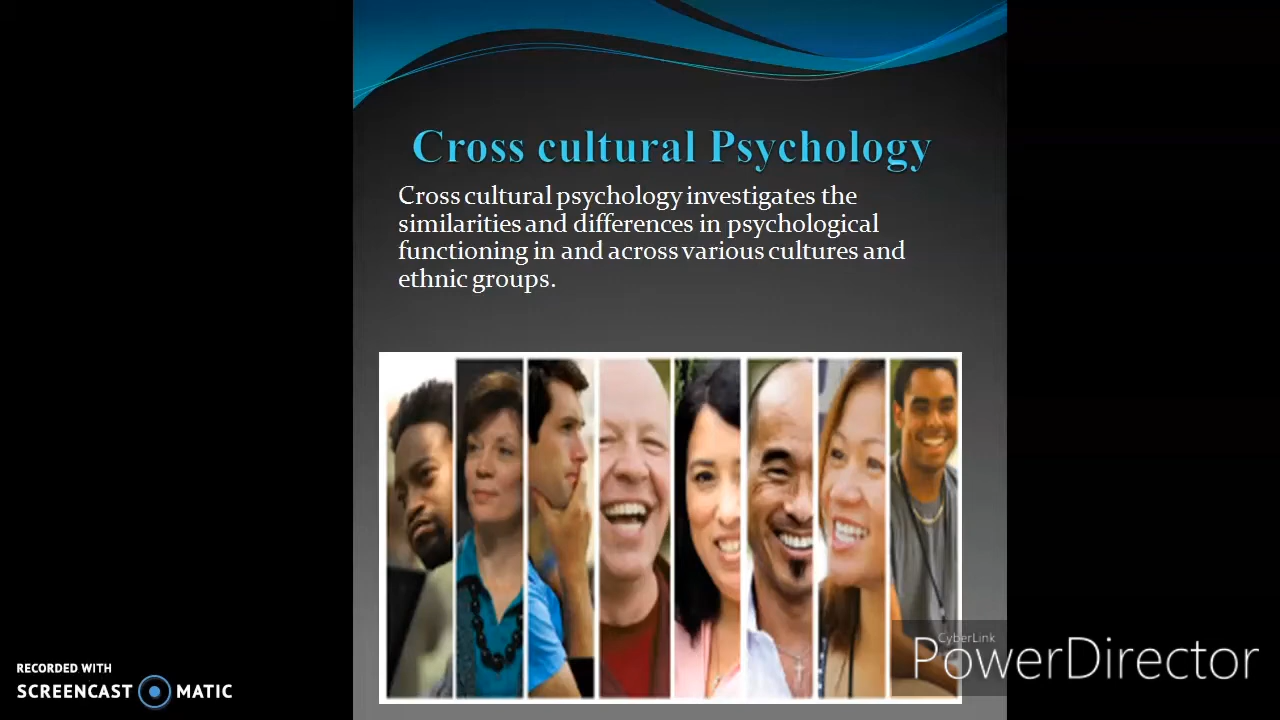 Cross cultural Psychology
Cross cultural psychology investigates the
similarities and differences in psychological
functioning in and across various cultures and
ethnic groups.
CyberLink
PowerDirector
RECORDED WITH
SCREENCAST MATIC